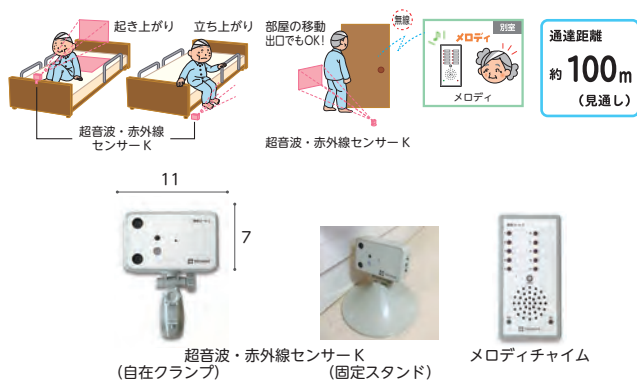 起き上がり
立ち上がり
部屋の移動
出口でもOK!
無線
メロディ
別室
メロディ
通達距離
約100m
(見通し)
超音波・赤外線
センサーK
超音波・赤外線センサーK
11
7
超音波・赤外線センサーK
(自在クランプ)
(固定スタンド)
メロディチャイム